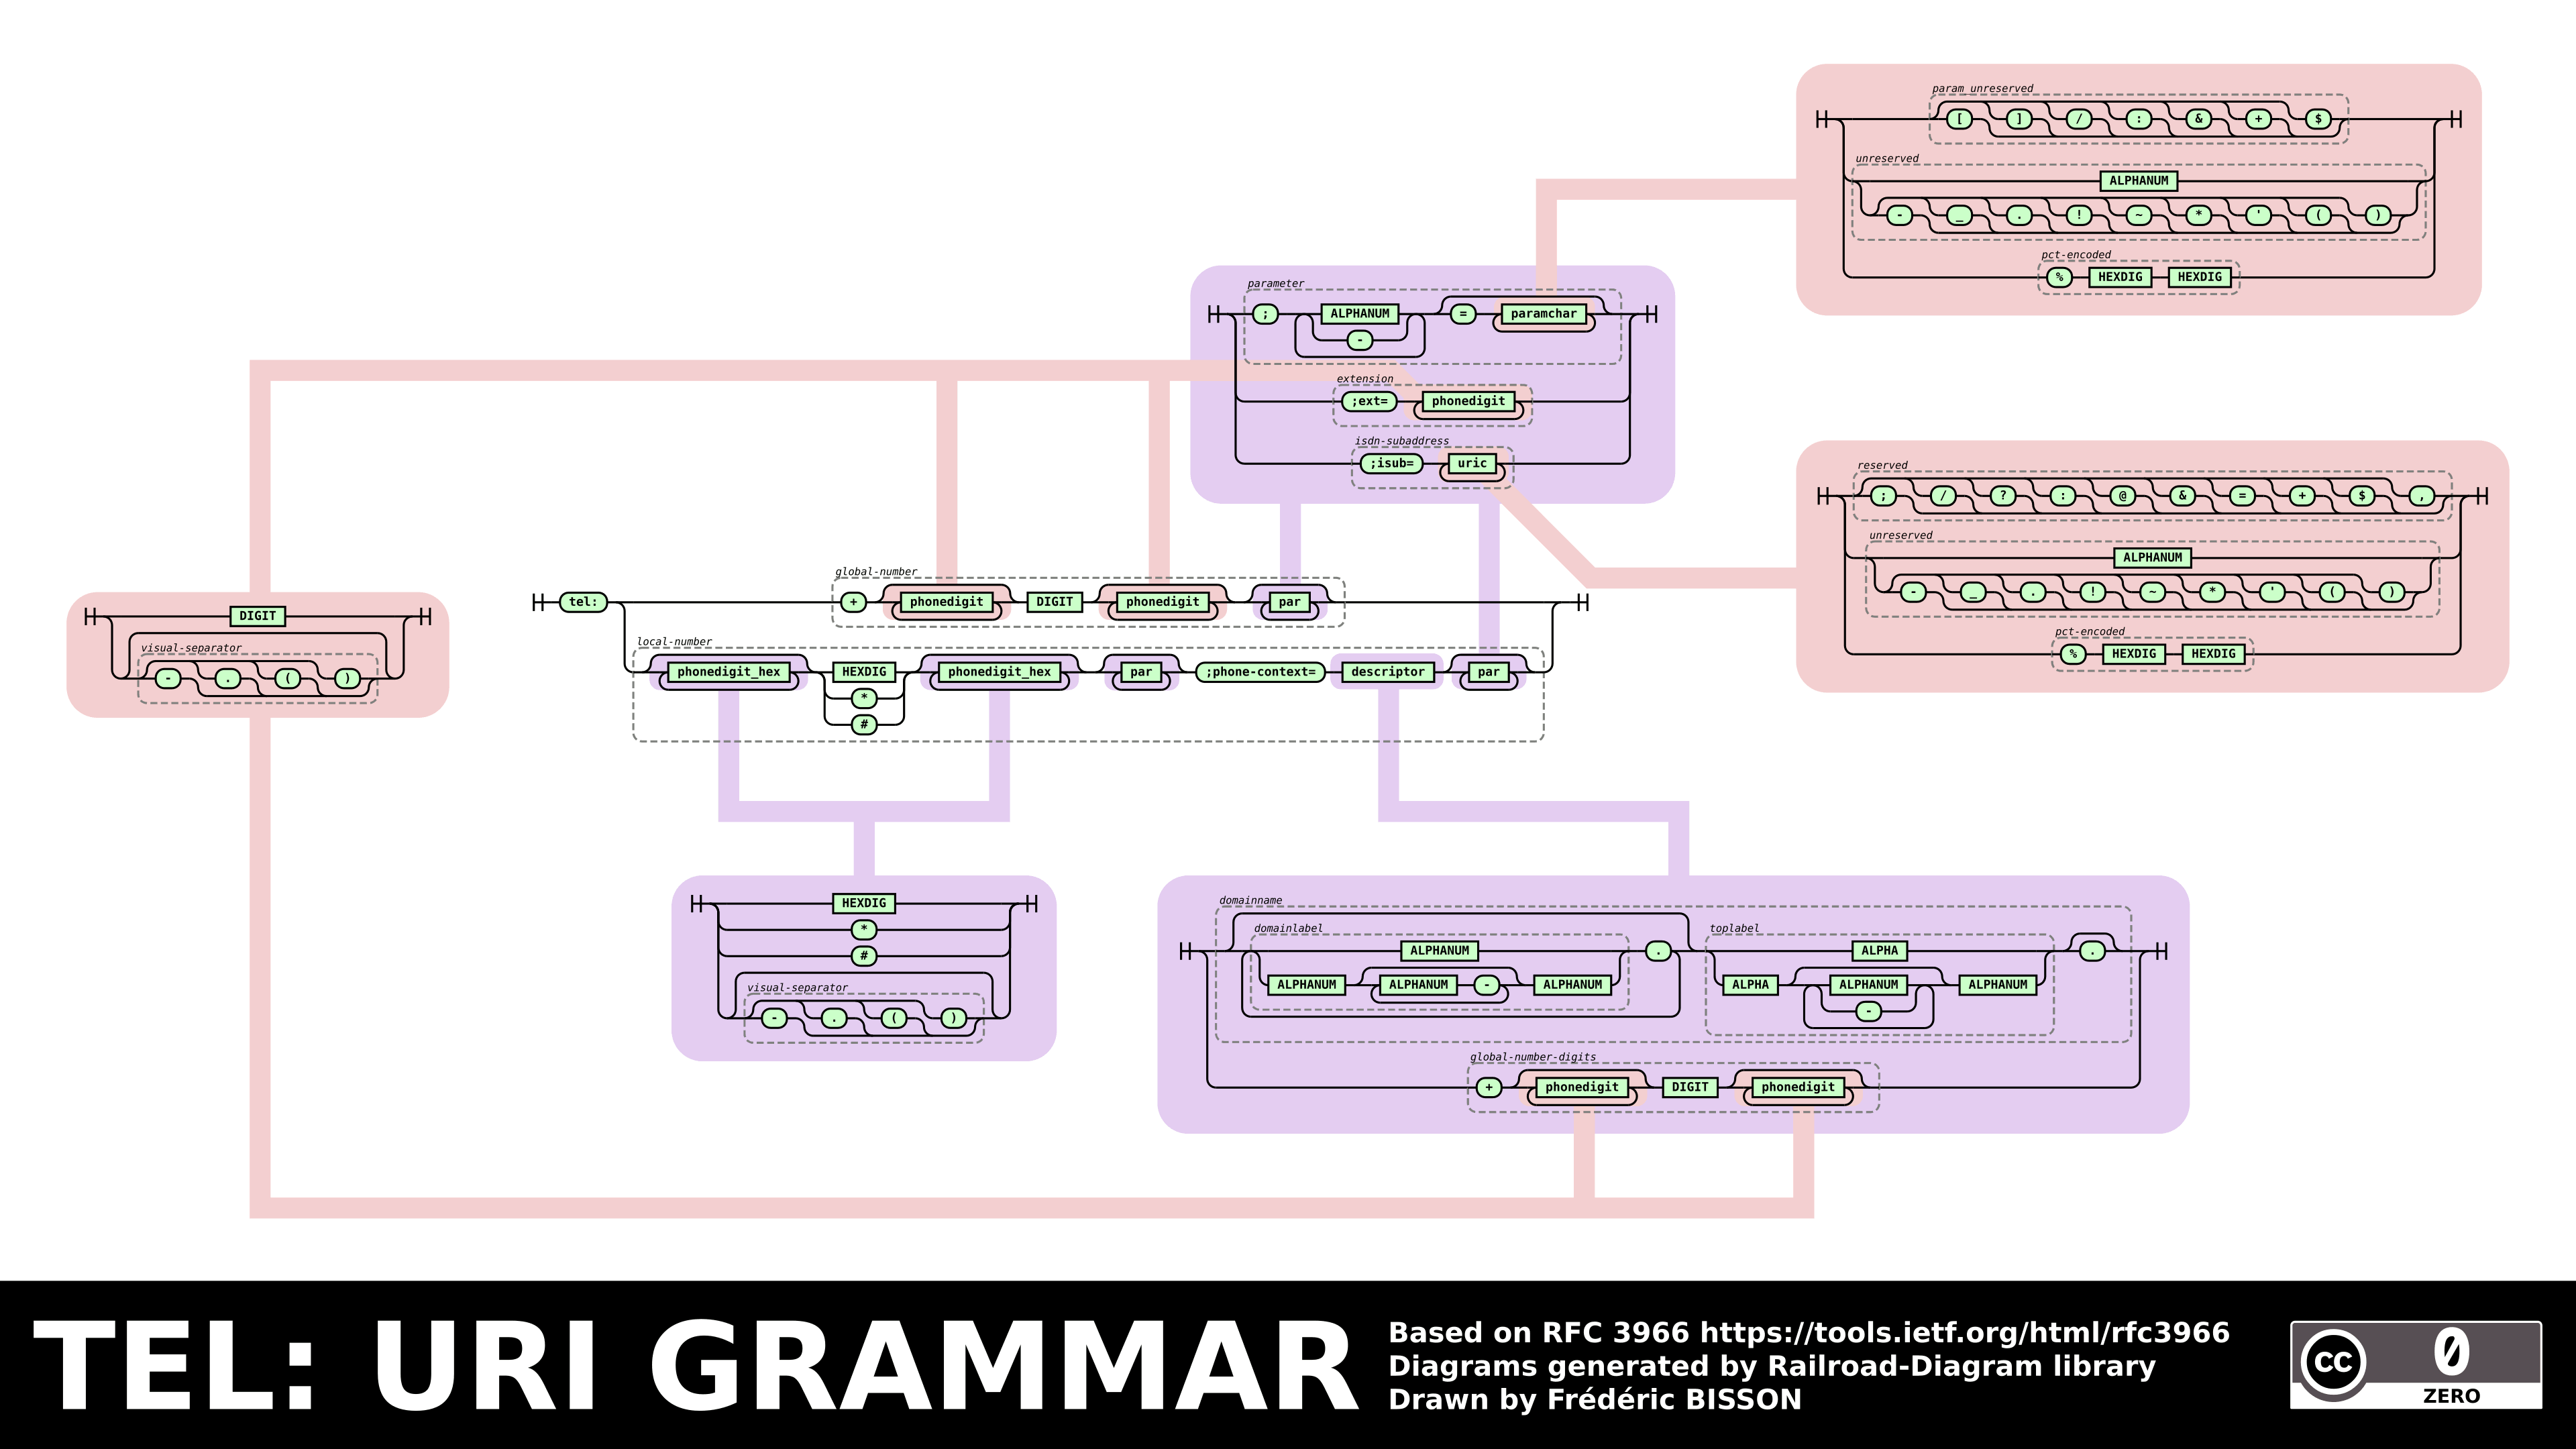 param_unreserved
[ ] / : & + $
unreserved
ALPHANUM
- _ . ! ~ * ' ( )
pct-encoded
% HEXDIG HEXDIG
parameter
; ALPHANUM = paramchar
-
extension
;ext= phonedigit
isdn-subaddress
;isub= uric
reserved
; / ? : @ & = + $ ,
unreserved
ALPHANUM
- _ . ! ~ * ' ( )
pct-encoded
% HEXDIG HEXDIG
DIGIT
visual-separator
- . ( )
global-number
tel: + phonedigit DIGIT phonedigit par
local-number
phonedigit_hex HEXDIG phonedigit_hex par ;phone-context= descriptor par
*
#
HEXDIG
*
#
visual-separator
- . ( )
domainname
domainlabel
ALPHANUM .
ALPHANUM ALPHANUM - ALPHANUM
toplabel
ALPHA .
ALPHA ALPHANUM ALPHANUM
-
global-number-digits
+ phonedigit DIGIT phonedigit
TEL: URI GRAMMAR
Based on RFC 3966 https://tools.ietf.org/html/rfc3966
Diagrams generated by Railroad-Diagram library
Drawn by Frédéric BISSON
cc 0
ZERO